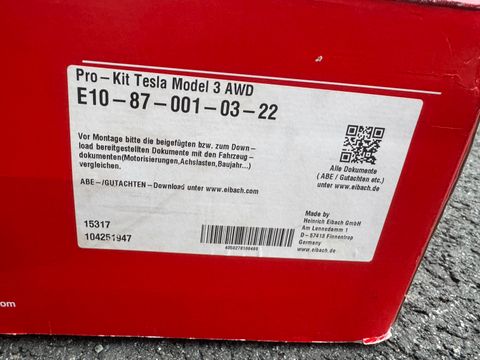 Pro-Kit Tesla Model 3 AWD
E10-87-001-03-22
Vor Montage bitte die beigefügten bzw. zum Down-
load bereitgestellten Dokumente mit den Fahrzeug-
dokumenten(Motorisierungen,Achslasten,Baujahr...)
vergleichen.
ABE-/GUTACHTEN-Download unter www.eibach.com
Alle Dokumente
( ABE / Gutachten etc.)
unter www.eibach.de
15317
104251947
Made by
Heinrich Eibach GmbH
Am Lennedamm 1
D-57413 Finnentrop
Germany
www.eibach.de
.com